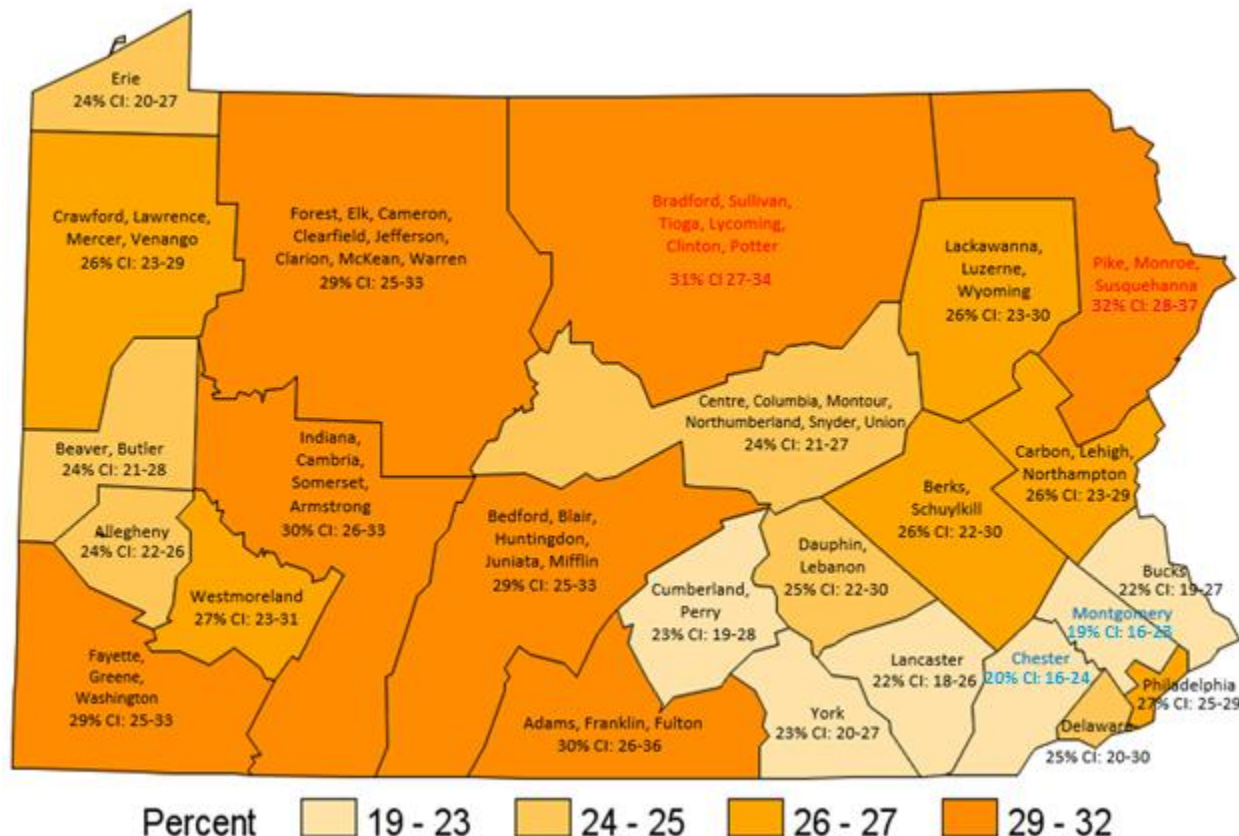 Erie
24% CI: 20-27
Crawford, Lawrence,
Mercer, Venango
26% CI: 23-29
Forest, Elk, Cameron,
Clearfield, Jefferson,
Clarion, McKean, Warren
29% CI: 25-33
Bradford, Sullivan,
Tioga, Lycoming,
Clinton, Potter
31% CI 27-34
Lackawanna,
Luzerne,
Wyoming
26% CI: 23-30
Pike, Monroe,
Susquehanna
32% CI: 28-37
Beaver, Butler
24% CI: 21-28
Indiana,
Cambria,
Somerset,
Armstrong
30% CI: 26-33
Centre, Columbia, Montour,
Northumberland, Snyder, Union
24% CI: 21-27
Carbon, Lehigh,
Northampton
26% CI: 23-29
Allegheny
24% CI: 22-26
Bedford, Blair,
Huntingdon,
Juniata, Mifflin
29% CI: 25-33
Berks,
Schuylkill
26% CI: 22-30
Dauphin,
Lebanon
25% CI: 22-30
Westmoreland
27% CI: 23-31
Cumberland,
Perry
23% CI: 19-28
Bucks
22% CI: 19-27
Montgomery
19% CI: 16-23
Fayette,
Greene,
Washington
29% CI: 25-33
Lancaster
22% CI: 18-26
Chester
20% CI: 16-24
Philadelphia
27% CI: 25-29
Adams, Franklin, Fulton
30% CI: 26-36
York
23% CI: 20-27
Delaware
25% CI: 20-30
Percent 19 - 23 24 - 25 26 - 27 29 - 32